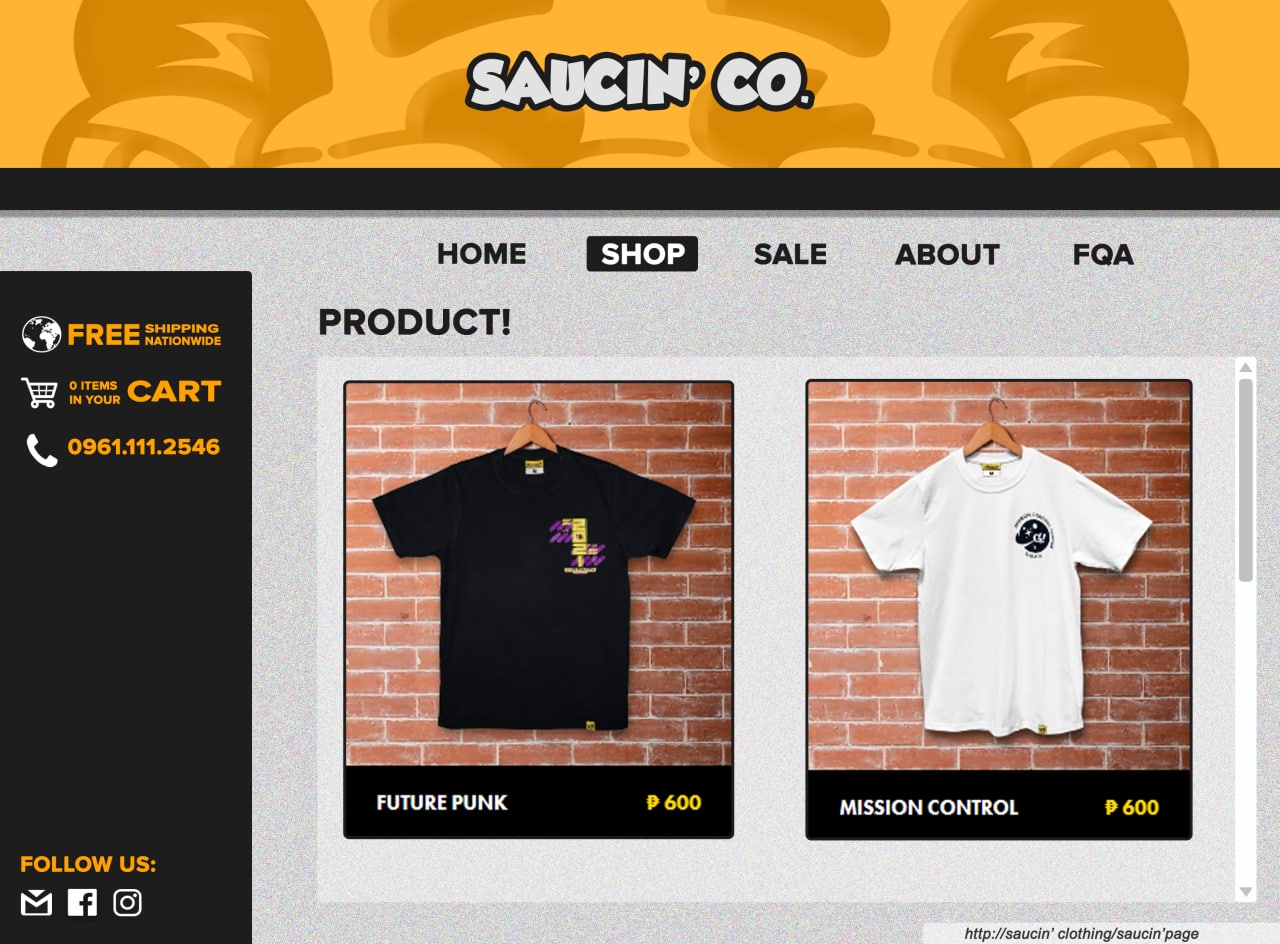 SAUCIN' CO.
HOME SHOP SALE ABOUT FQA
FREE SHIPPING NATIONWIDE
0 ITEMS IN YOUR CART
0961.111.2546
PRODUCT!
FUTURE PUNK ₱ 600
MISSION CONTROL ₱ 600
FOLLOW US:
http://saucin' clothing/saucin'page